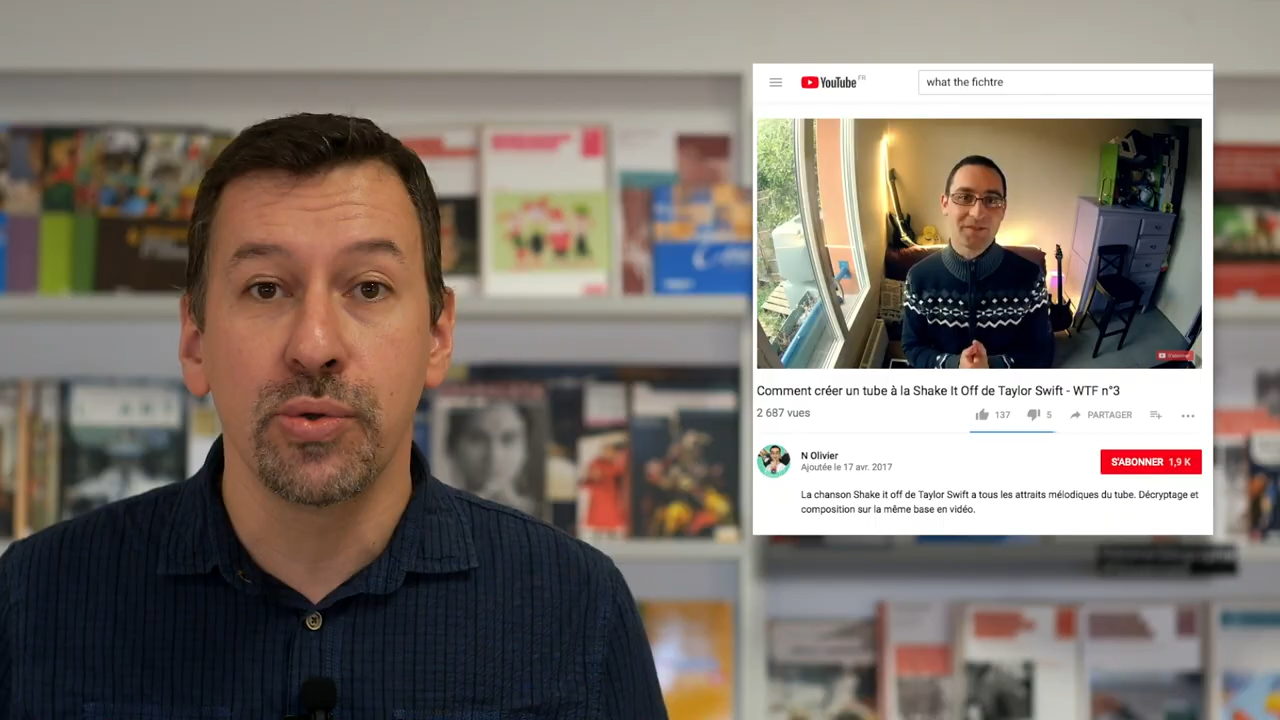 YouTube FR
what the fichtre
S'abonner
Comment créer un tube à la Shake It Off de Taylor Swift - WTF n°3
2 687 vues
137
5
PARTAGER
N Olivier
Ajoutée le 17 avr. 2017
S'ABONNER 1,9 K
La chanson Shake it off de Taylor Swift a tous les attraits mélodiques du tube. Décryptage et
composition sur la même base en vidéo.